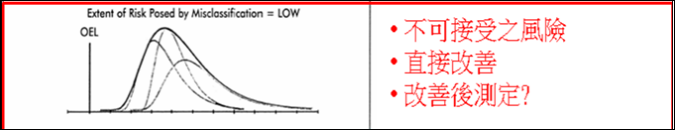 Extent of Risk Posed by Misclassification = LOW
OEL
• 不可接受之風險
• 直接改善
• 改善後測定?